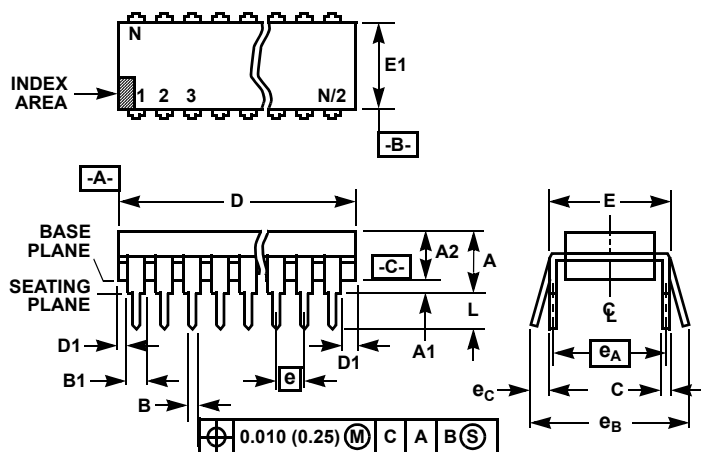 N
E1
INDEX
AREA
1 2 3 N/2
-B-
-A-
D
E
BASE
PLANE
A2
A
-C-
SEATING
PLANE
L
CL
D1
A1
D1
eA
B1
e
eC
C
B
eB
0.010 (0.25) M C A B S